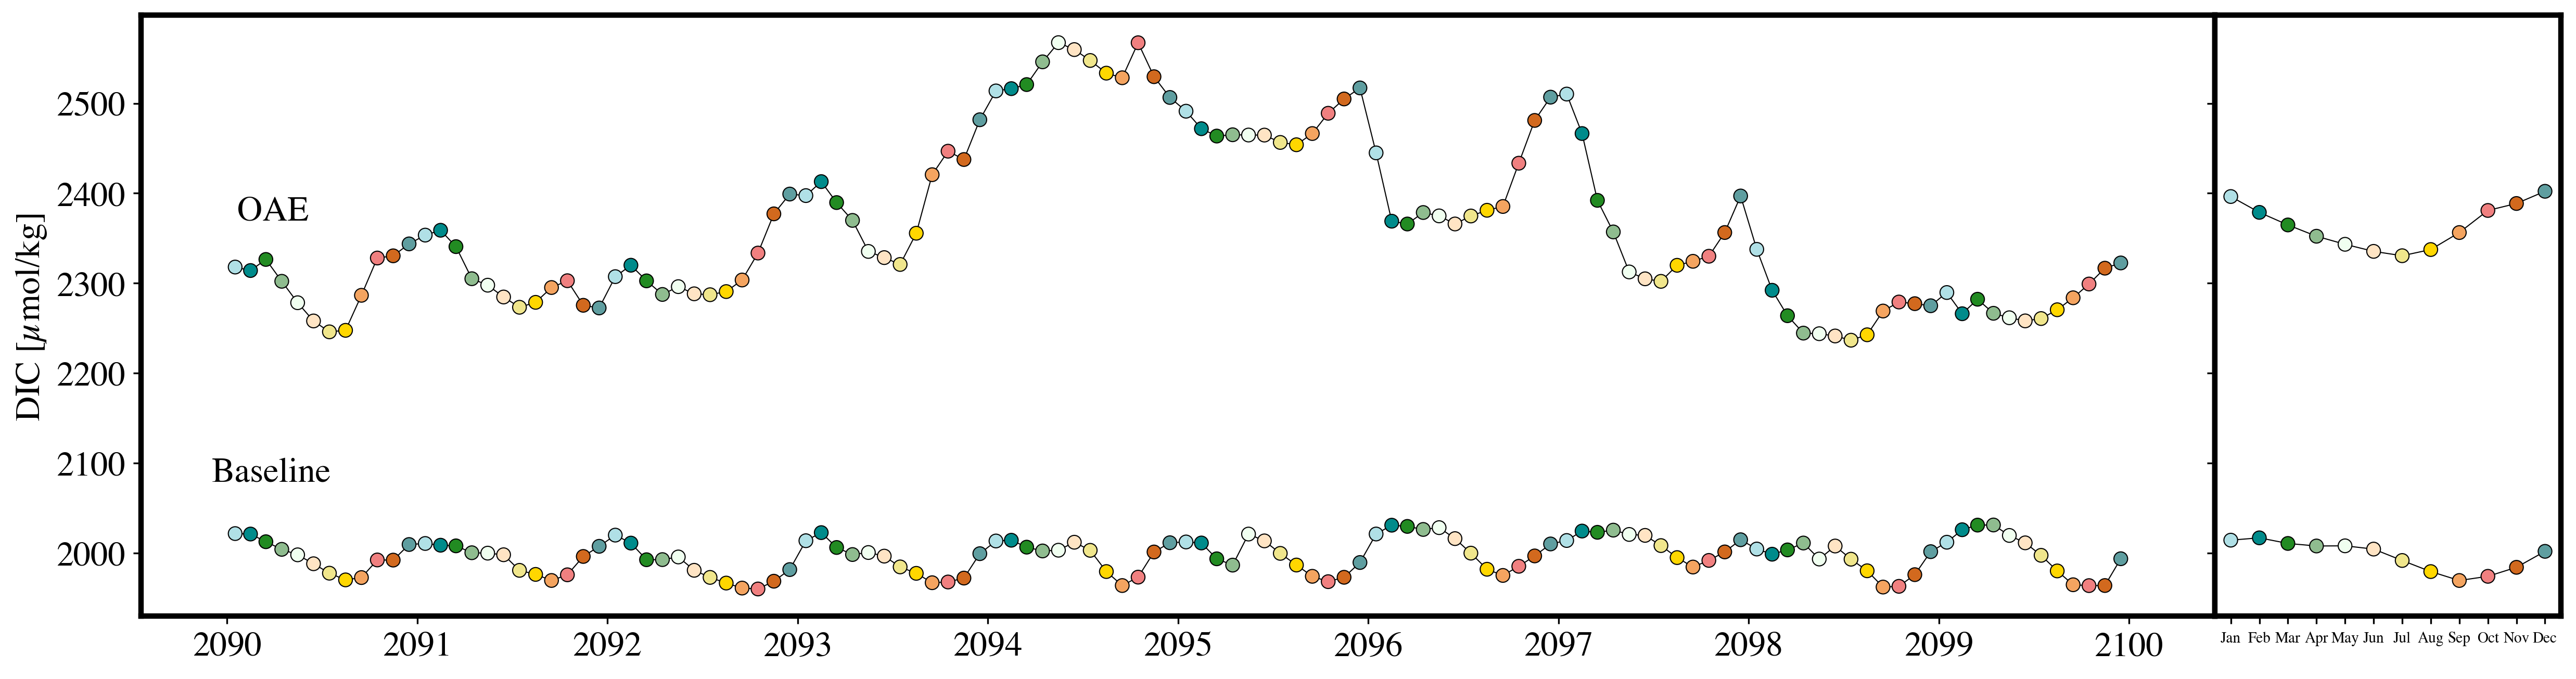 DIC [μmol/kg]
2500
2400
2300
2200
2100
2000
OAE
Baseline
2090 2091 2092 2093 2094 2095 2096 2097 2098 2099 2100
Jan Feb Mar Apr May Jun Jul Aug Sep Oct Nov Dec